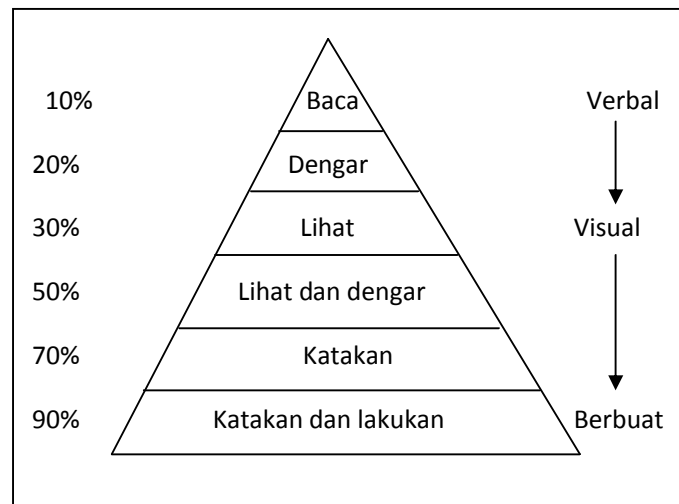 10% Baca Verbal
20% Dengar
30% Lihat Visual
50% Lihat dan dengar
70% Katakan
90% Katakan dan lakukan Berbuat